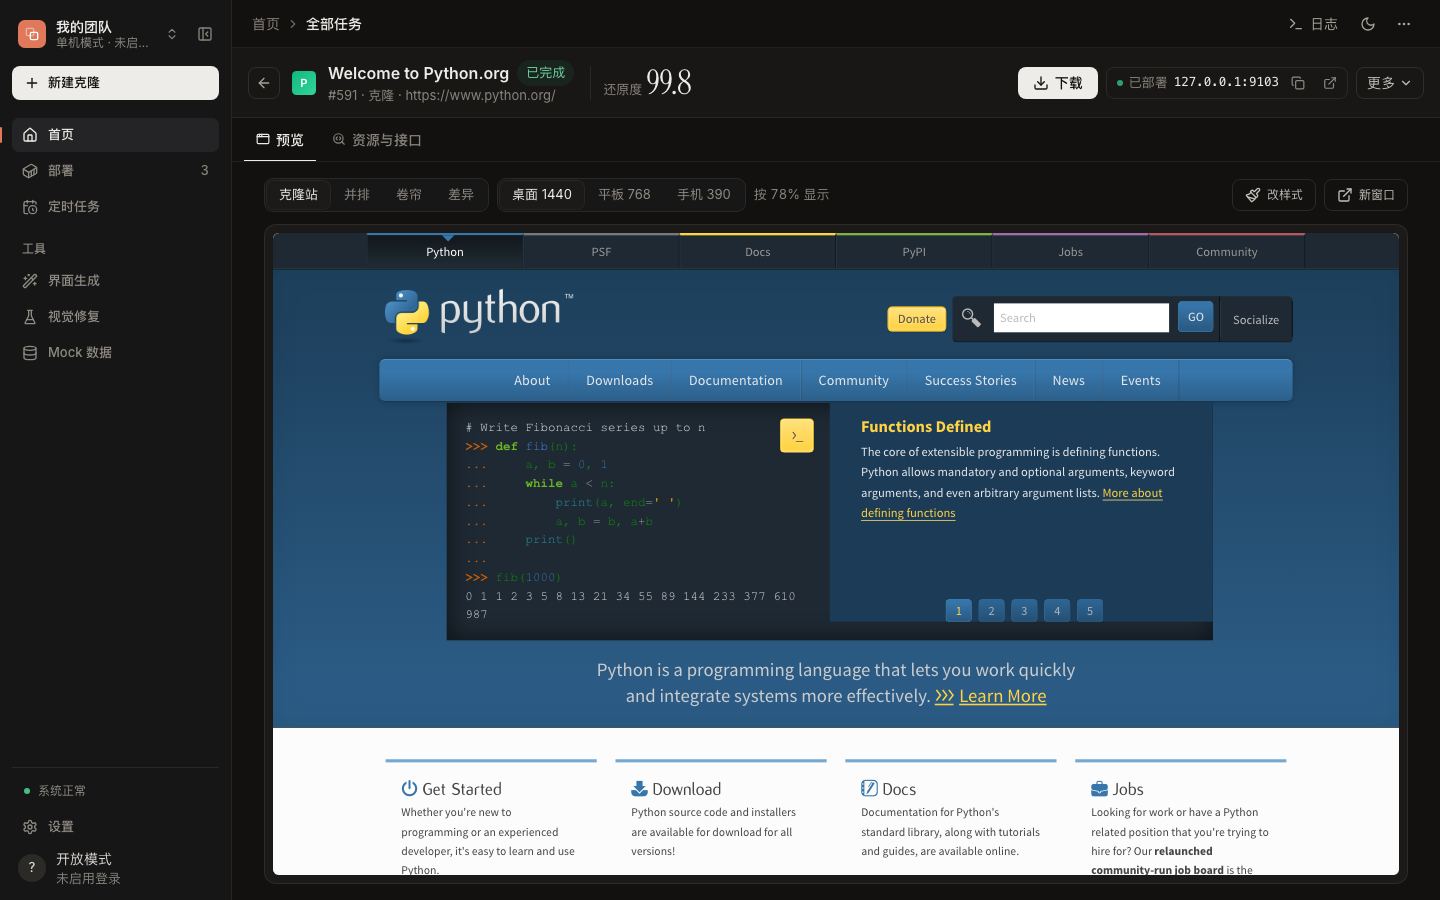 我的团队
单机模式 · 未启...
新建克隆
首页
部署 3
定时任务
工具
界面生成
视觉修复
Mock 数据
系统正常
设置
? 开放模式
未启用登录
首页 > 全部任务
日志
P Welcome to Python.org 已完成
#591 · 克隆 · https://www.python.org/
还原度 99.8
下载
已部署 127.0.0.1:9103
更多
预览
资源与接口
克隆站 并排 卷帘 差异
桌面 1440 平板 768 手机 390
按 78% 显示
改样式
新窗口
Python PSF Docs PyPI Jobs Community
python™
Donate
Search
GO
Socialize
About Downloads Documentation Community Success Stories News Events
# Write Fibonacci series up to n
>>> def fib(n):
... a, b = 0, 1
... while a < n:
... print(a, end=' ')
... a, b = b, a+b
... print()
...
>>> fib(1000)
0 1 1 2 3 5 8 13 21 34 55 89 144 233 377 610
987
>_
Functions Defined
The core of extensible programming is defining functions.
Python allows mandatory and optional arguments, keyword
arguments, and even arbitrary argument lists. More about
defining functions
1 2 3 4 5
Python is a programming language that lets you work quickly
and integrate systems more effectively. >>> Learn More
Get Started
Whether you're new to
programming or an experienced
developer, it's easy to learn and use
Python.
Download
Python source code and installers
are available for download for all
versions!
Docs
Documentation for Python's
standard library, along with tutorials
and guides, are available online.
Jobs
Looking for work or have a Python
related position that you're trying to
hire for? Our relaunched
community-run job board is the